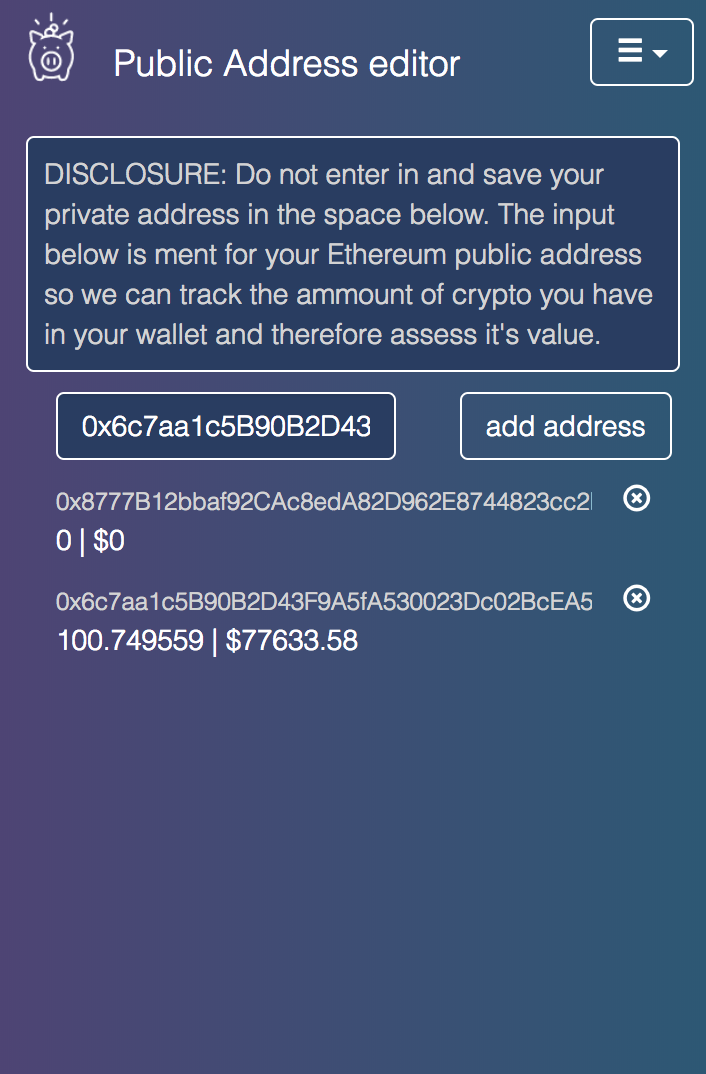 Public Address editor
DISCLOSURE: Do not enter in and save your
private address in the space below. The input
below is ment for your Ethereum public address
so we can track the ammount of crypto you have
in your wallet and therefore assess it's value.
0x6c7aa1c5B90B2D43 add address
0x8777B12bbaf92CAc8edA82D962E8744823cc2
0 | $0
0x6c7aa1c5B90B2D43F9A5fA530023Dc02BcEA5
100.749559 | $77633.58